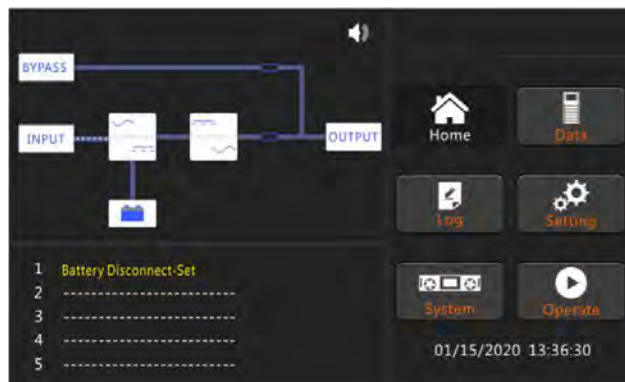 BYPASS
INPUT
OUTPUT
Home
Data
Log
Setting
System
Operate
1 Battery Disconnect-Set
2 -------------------------
3 -------------------------
4 -------------------------
5 -------------------------
01/15/2020 13:36:30